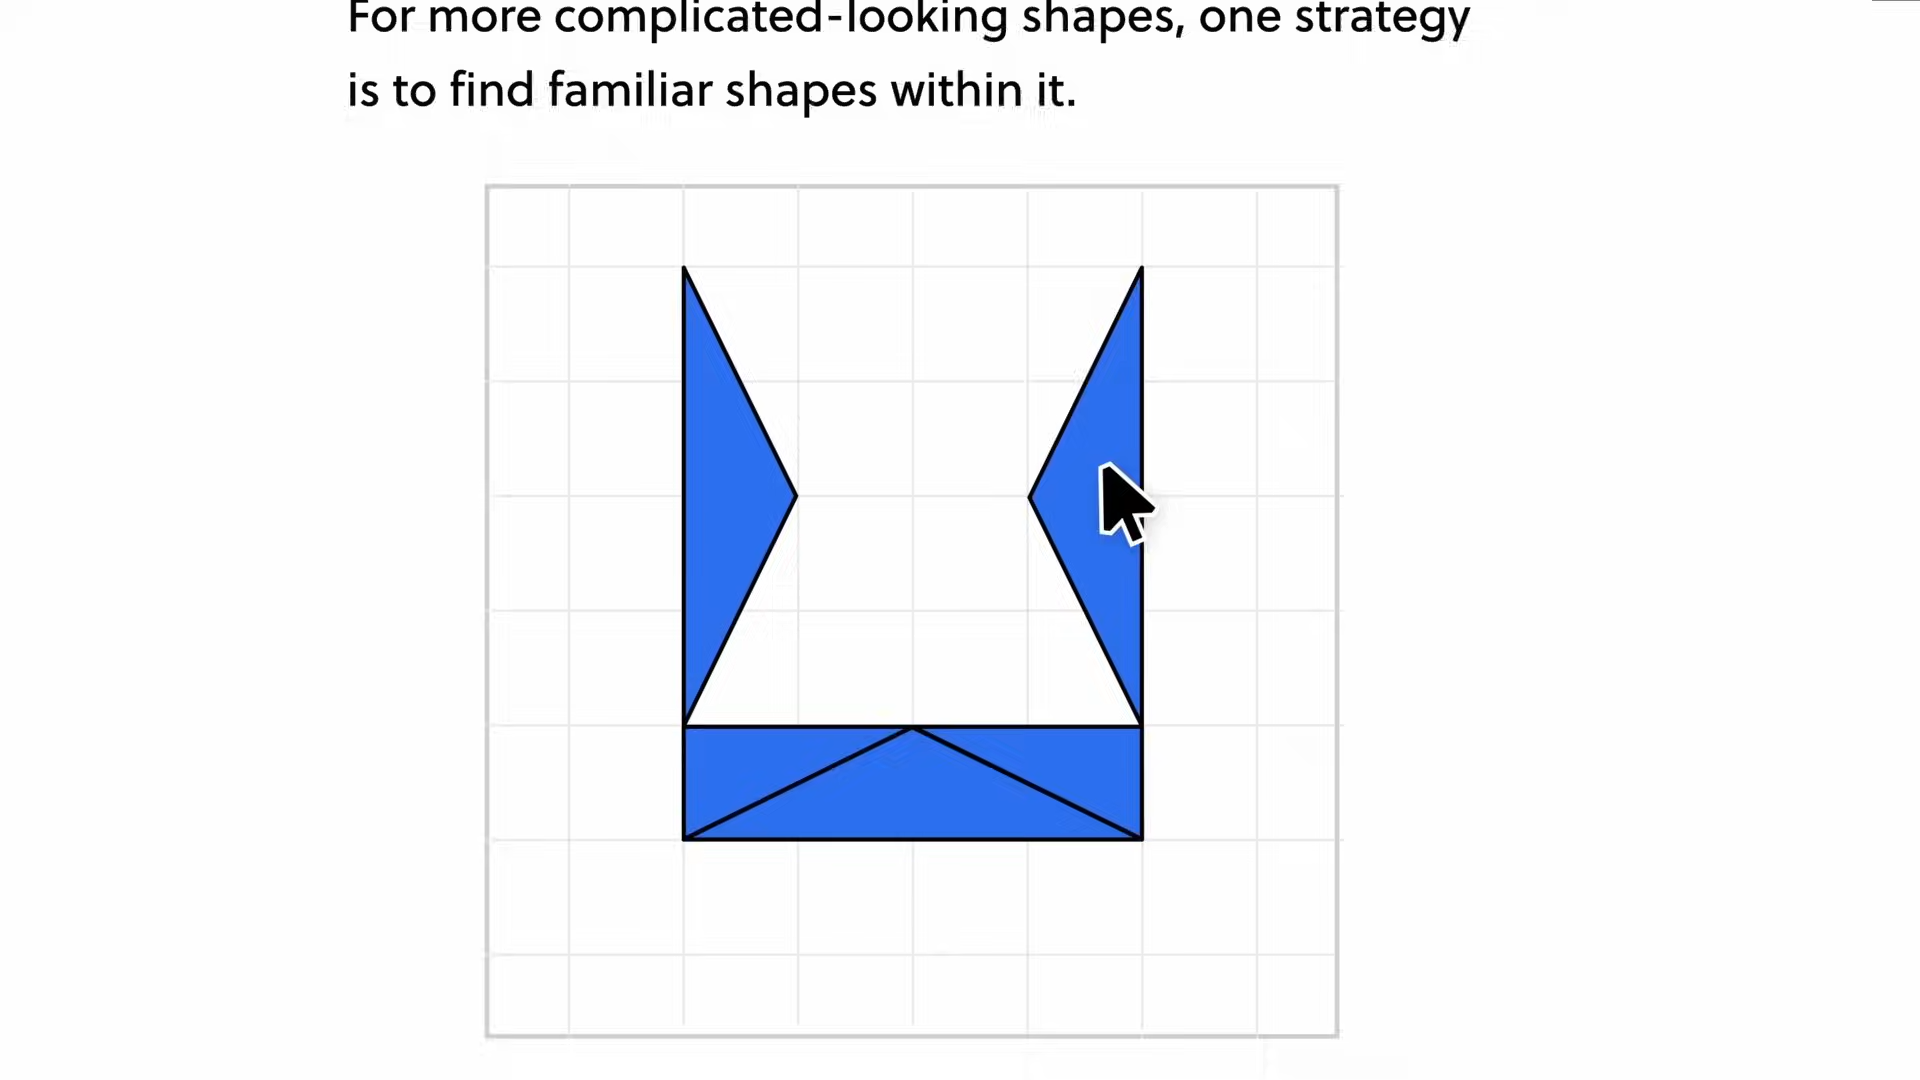 For more complicated-looking shapes, one strategy
is to find familiar shapes within it.